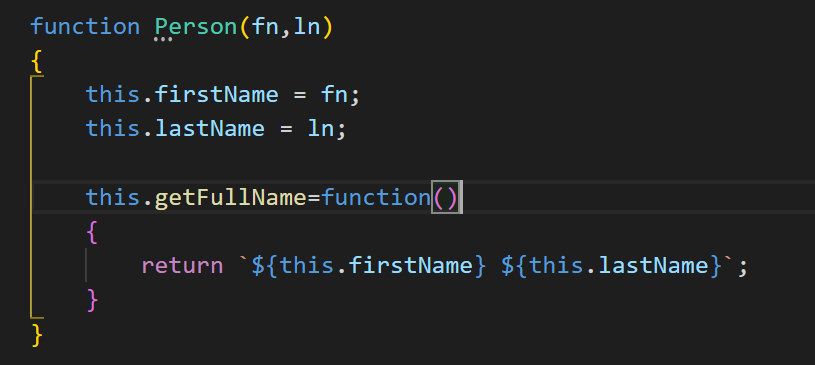 function Person(fn,ln)
{
    this.firstName = fn;
    this.lastName = ln;

    this.getFullName=function()
    {
        return `${this.firstName} ${this.lastName}`;
    }
}